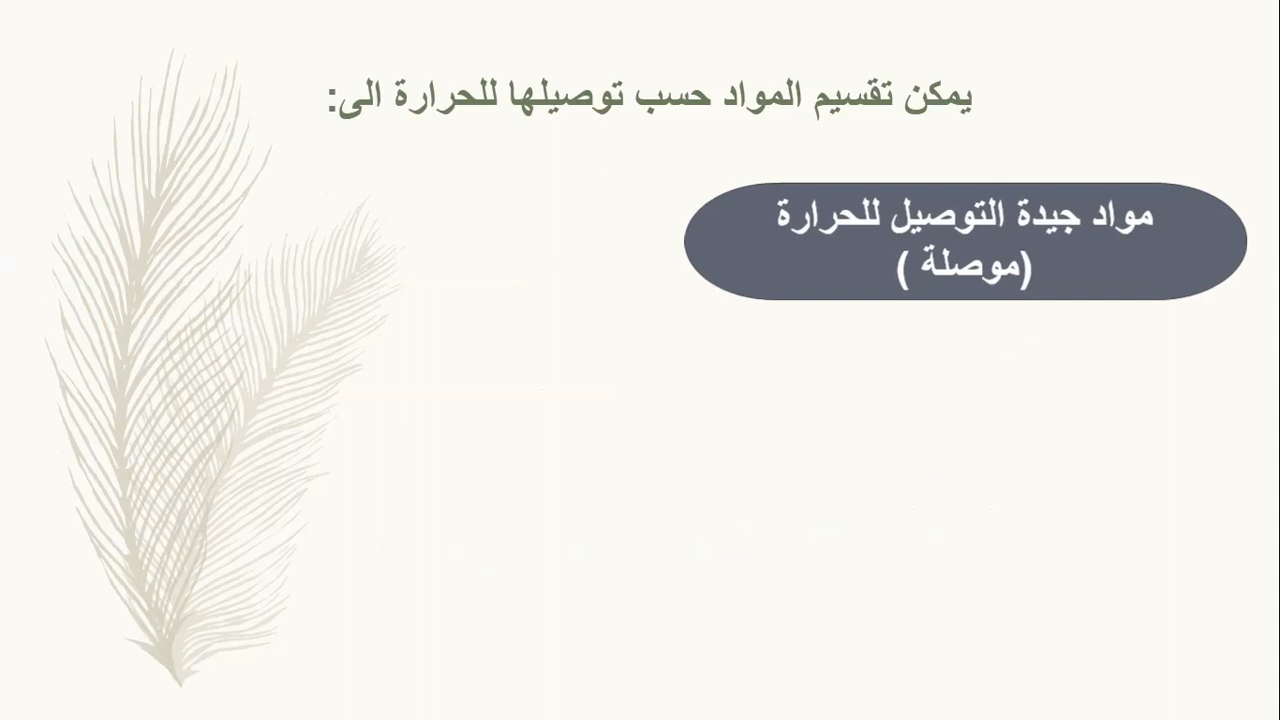 يمكن تقسيم المواد حسب توصيلها للحرارة الى:
مواد جيدة التوصيل للحرارة
(موصلة )